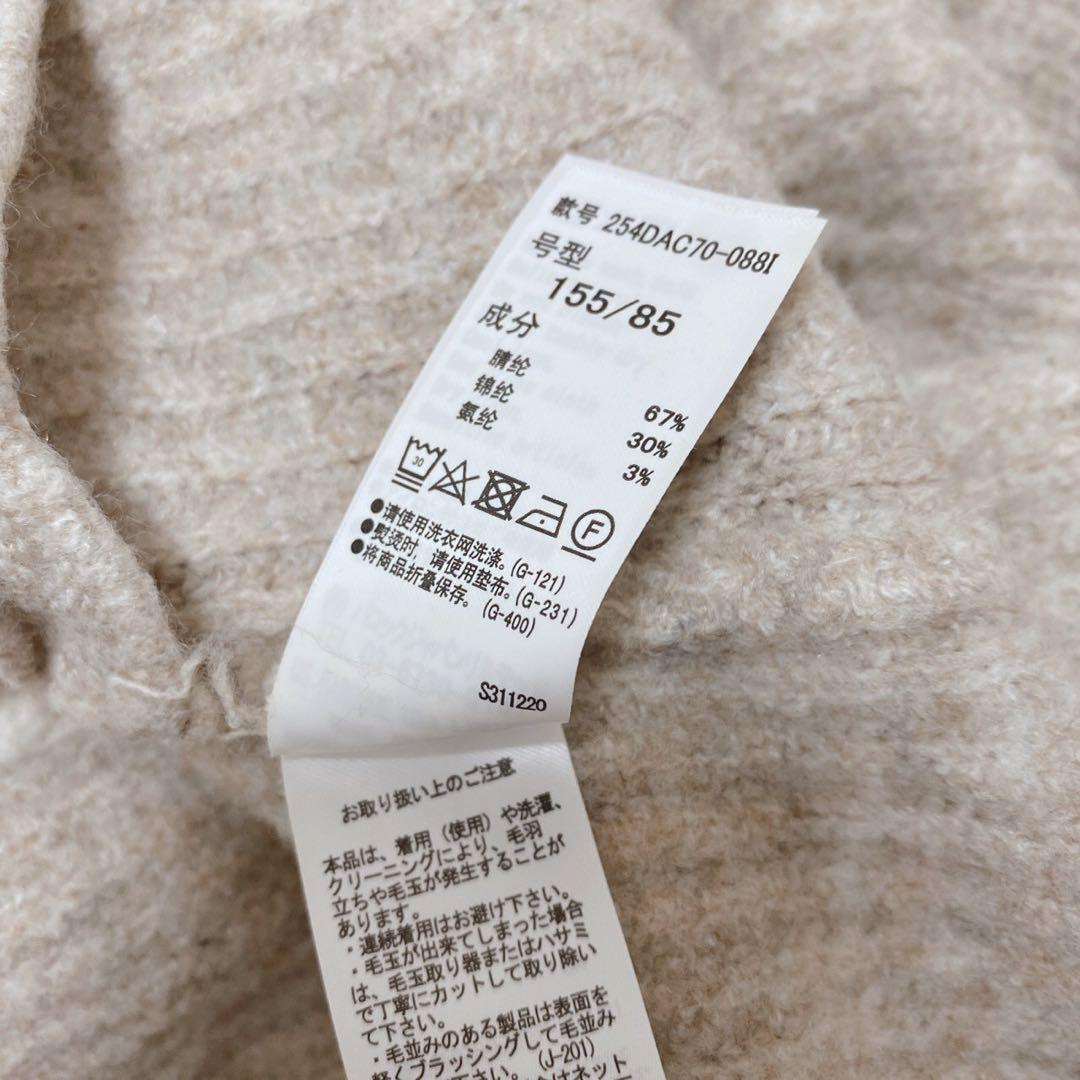 款号 254DAC70-088I
号型
155/85
成分
腈纶 67%
锦纶 30%
氨纶 3%
30
F
●请使用洗衣网洗涤。(G-121)
●熨烫时，请使用垫布。(G-231)
●将商品折叠保存。(G-400)
S311220
お取り扱い上のご注意
本品は、着用（使用）や洗濯、
クリーニングにより、毛羽
立ちや毛玉が発生することが
あります。
・連続着用はお避け下さい。
・毛玉が出来てしまった場合
は、毛玉取り器またはハサミ
で丁寧にカットして取り除い
て下さい。
・毛並みのある製品は表面を
軽くブラッシングして毛並み
下さい。(J-201)
はネット